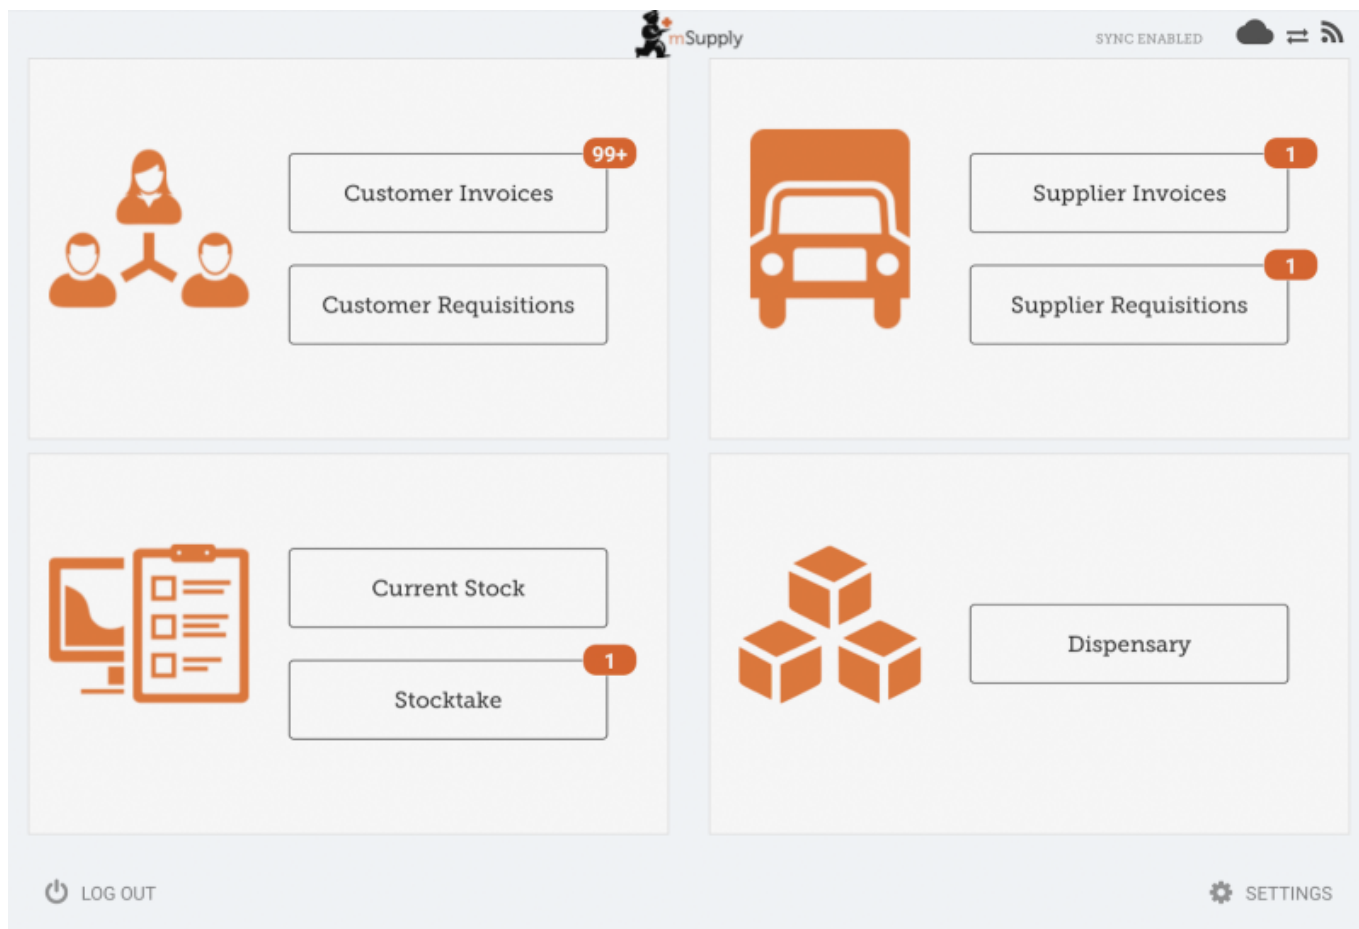 mSupply
SYNC ENABLED
99+
Customer Invoices
Customer Requisitions
1
Supplier Invoices
1
Supplier Requisitions
Current Stock
1
Stocktake
Dispensary
LOG OUT
SETTINGS